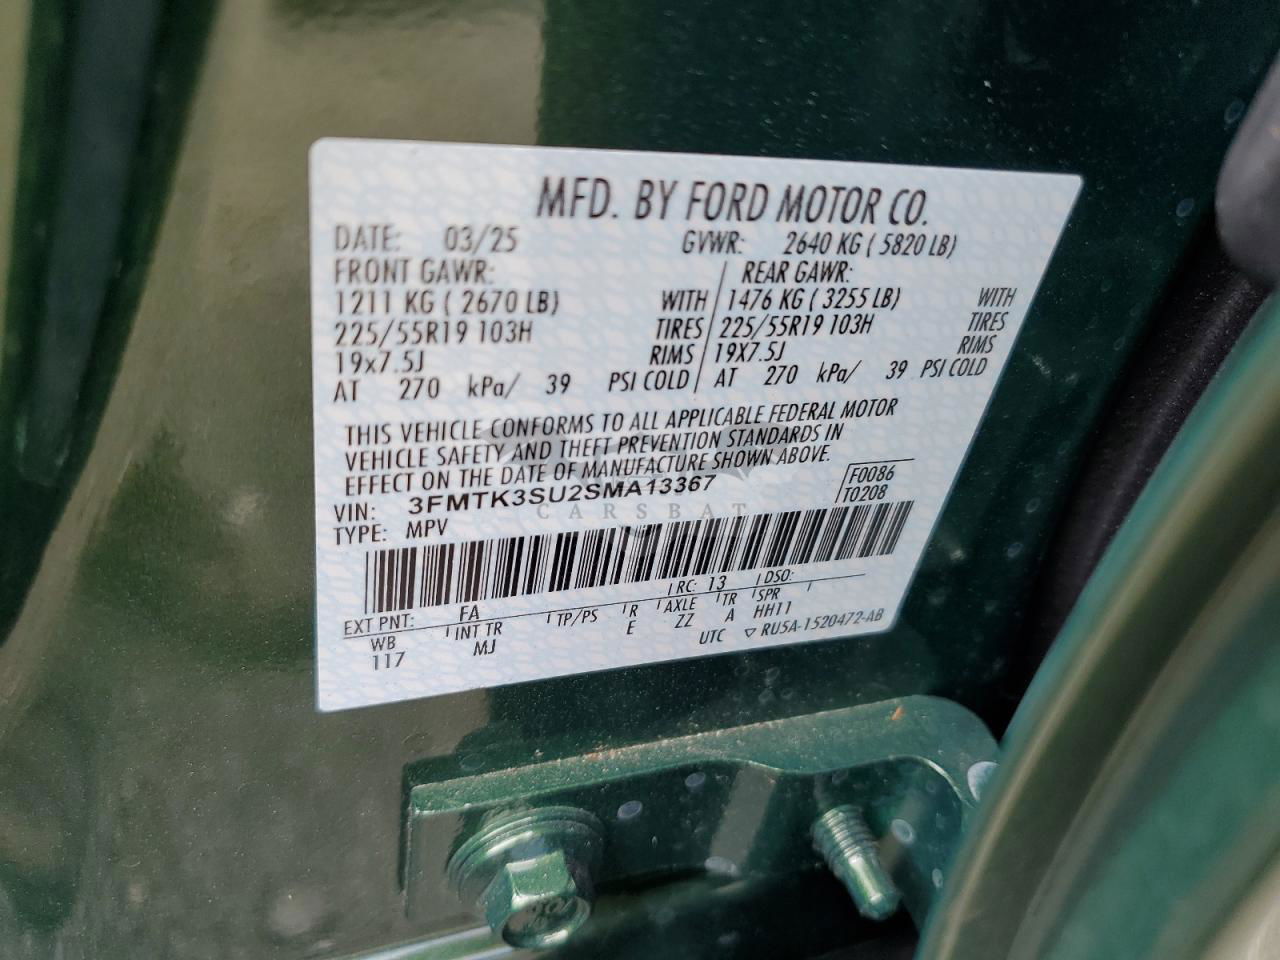 MFD. BY FORD MOTOR CO.
DATE: 03/25 GVWR: 2640 KG ( 5820 LB)
FRONT GAWR: REAR GAWR:
1211 KG ( 2670 LB) WITH 1476 KG ( 3255 LB) WITH
225/55R19 103H TIRES 225/55R19 103H TIRES
19x7.5J RIMS 19X7.5J RIMS
AT 270 kPa/ 39 PSI COLD AT 270 kPa/ 39 PSI COLD
THIS VEHICLE CONFORMS TO ALL APPLICABLE FEDERAL MOTOR
VEHICLE SAFETY AND THEFT PREVENTION STANDARDS IN
EFFECT ON THE DATE OF MANUFACTURE SHOWN ABOVE.
F0086
VIN: 3FMTK3SU2SMA13367 T0208
CARSBAT
TYPE: MPV
EXT PNT: FA RC: 13 DSO:
WB INT TR TP/PS R AXLE TR SPR
117 MJ E ZZ A HH11
UTC ▽ RU5A-1520472-AB